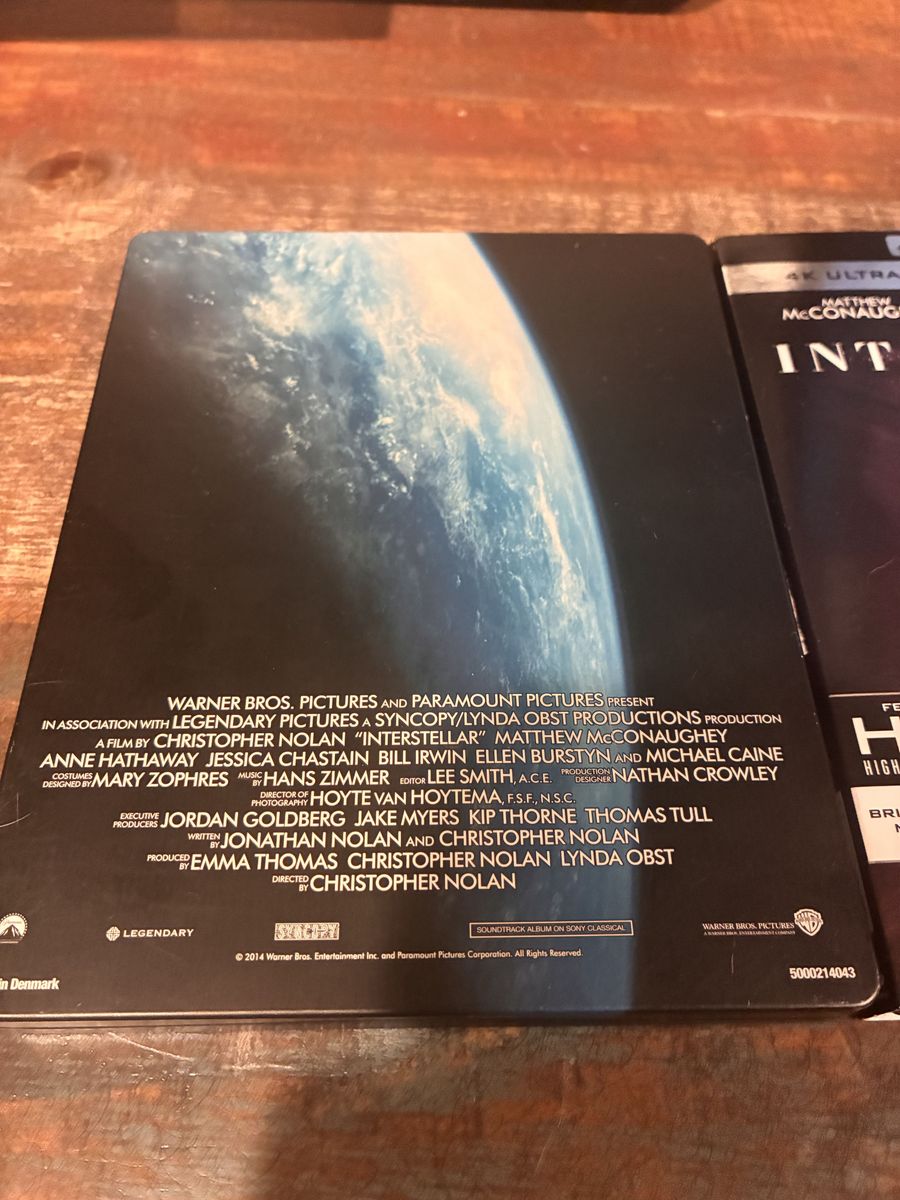 WARNER BROS. PICTURES AND PARAMOUNT PICTURES PRESENT
IN ASSOCIATION WITH LEGENDARY PICTURES A SYNCOPY/LYNDA OBST PRODUCTIONS PRODUCTION
A FILM BY CHRISTOPHER NOLAN "INTERSTELLAR" MATTHEW McCONAUGHEY
ANNE HATHAWAY JESSICA CHASTAIN BILL IRWIN ELLEN BURSTYN AND MICHAEL CAINE
COSTUMES DESIGNED BY MARY ZOPHRES MUSIC BY HANS ZIMMER EDITOR LEE SMITH, A.C.E. PRODUCTION DESIGNER NATHAN CROWLEY
DIRECTOR OF PHOTOGRAPHY HOYTE VAN HOYTEMA, F.S.F., N.S.C.
EXECUTIVE PRODUCERS JORDAN GOLDBERG JAKE MYERS KIP THORNE THOMAS TULL
WRITTEN BY JONATHAN NOLAN AND CHRISTOPHER NOLAN
PRODUCED BY EMMA THOMAS CHRISTOPHER NOLAN LYNDA OBST
DIRECTED BY CHRISTOPHER NOLAN
LEGENDARY
SYNCOPY
SOUNDTRACK ALBUM ON SONY CLASSICAL
WARNER BROS. PICTURES
A WARNER BROS. ENTERTAINMENT COMPANY
WB
© 2014 Warner Bros. Entertainment Inc. and Paramount Pictures Corporation. All Rights Reserved.
in Denmark
5000214043
4K ULTRA
MATTHEW
McCONAUG
INT
FE
H
HIGH
BRI